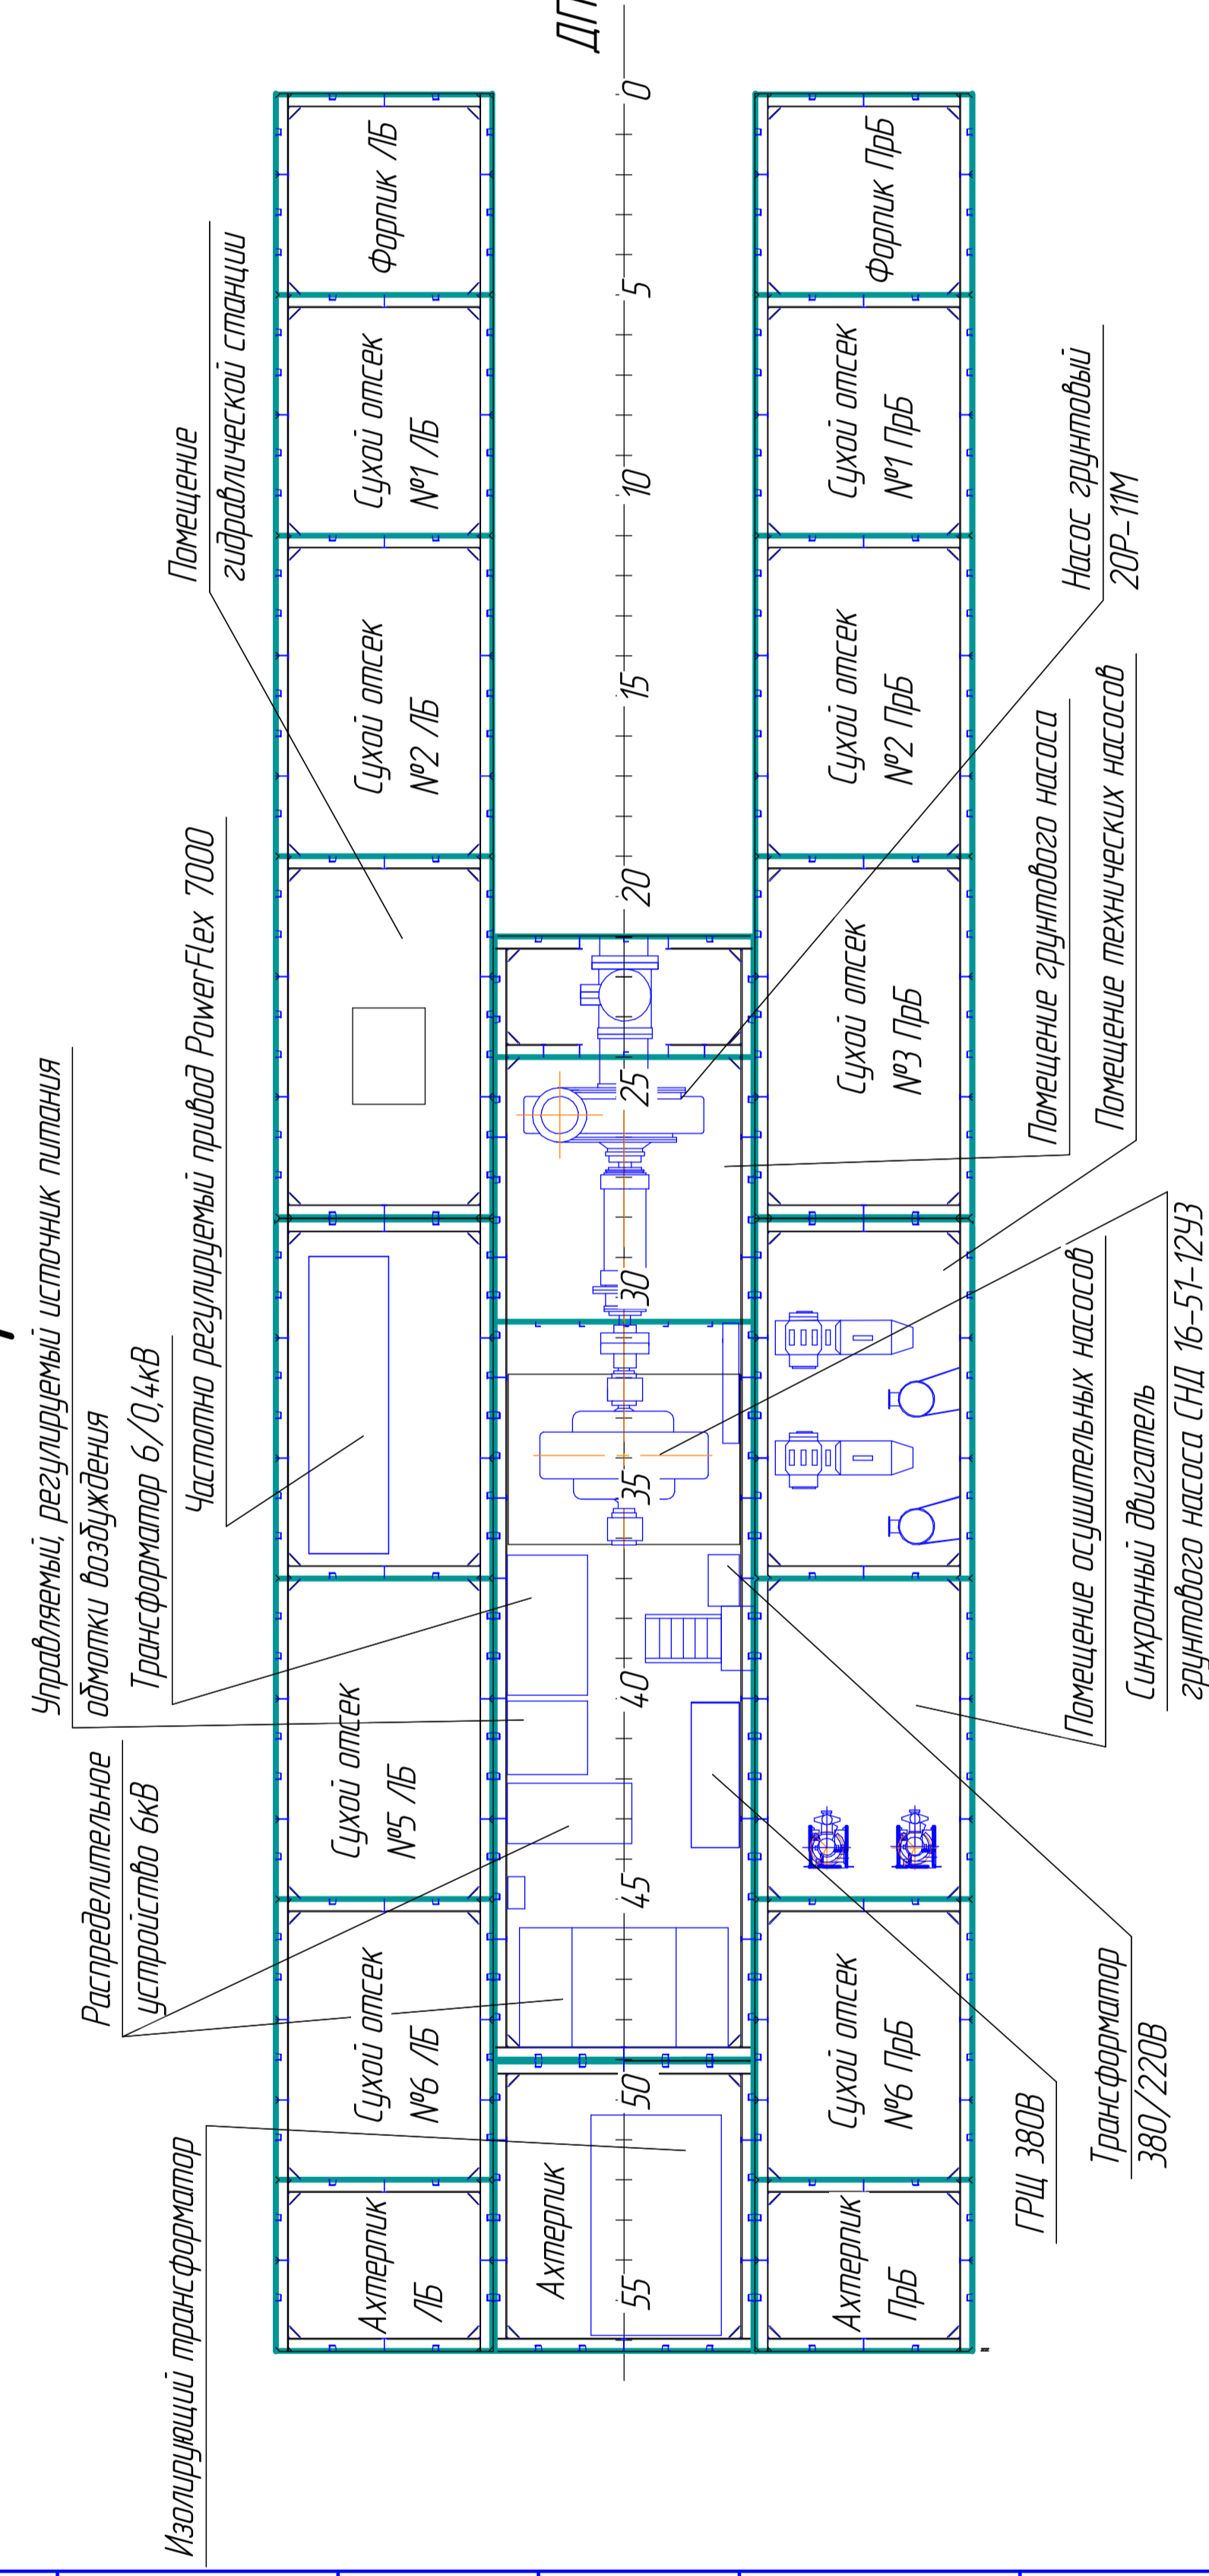 Изолирующий трансформатор
Распределительное
устройство 6кВ
Управляемый, регулируемый источник питания
обмотки возбуждения
Трансформатор 6/0,4кВ
Частотно регулируемый привод PowerFlex 7000
Помещение
гидравлической станции
Ахтерпик
ЛБ
Сухой отсек
№6 ЛБ
Сухой отсек
№5 ЛБ
Сухой отсек
№2 ЛБ
Сухой отсек
№1 ЛБ
Форпик ЛБ
Ахтерпик
ДП
55
50
45
40
35
30
25
20
15
10
5
0
Ахтерпик
ПрБ
Сухой отсек
№6 ПрБ
Сухой отсек
№3 ПрБ
Сухой отсек
№2 ПрБ
Сухой отсек
№1 ПрБ
Форпик ПрБ
ГРЩ 380В
Трансформатор
380/220В
Помещение осушительных насосов
Синхронный двигатель
грунтового насоса СНД 16-51-12УЗ
Помещение грунтового насоса
Помещение технических насосов
Насос грунтовый
20Р-11М